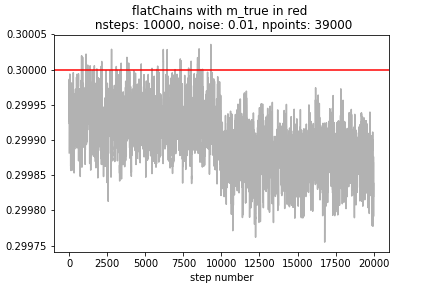 flatChains with m_true in red
nsteps: 10000, noise: 0.01, npoints: 39000
0.30005
0.30000
0.29995
0.29990
0.29985
0.29980
0.29975
0 2500 5000 7500 10000 12500 15000 17500 20000
step number